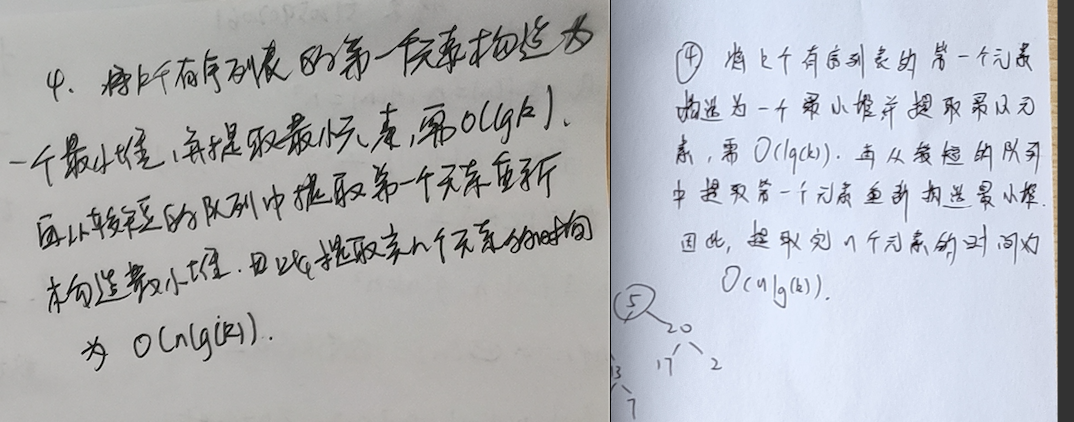 4. 将k个有序列表的第一个元素构造为
一个最小堆,并提取最小元素,需O(lgk).
再从较短的队列中提取第一个元素重新
构造最小堆.因此提取完n个元素的时间
为 O(nlg(k)).
④ 将k个有序列表的第一个元素
构造为一个最小堆并提取最小元
素,需O(lg(k)).再从较短的队列
中提取第一个元素重新构造最小堆.
因此,提取完n个元素的时间为
O(nlg(k)).
5
20
17 2
13
7